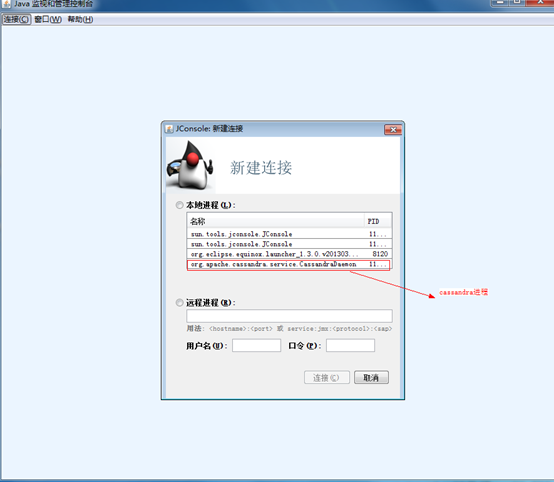 Java 监视和管理控制台
连接(C) 窗口(W) 帮助(H)
JConsole: 新建连接
新建连接
本地进程(L):
名称 PID
sun.tools.jconsole.JConsole 11...
sun.tools.jconsole.JConsole 11...
org.eclipse.equinox.launcher_1.3.0.v201303... 8120
org.apache.cassandra.service.CassandraDaemon 11...
cassandra进程
远程进程(R):
用法: <hostname>:<port> 或 service:jmx:<protocol>:<sap>
用户名(U): 口令(P):
连接(C) 取消